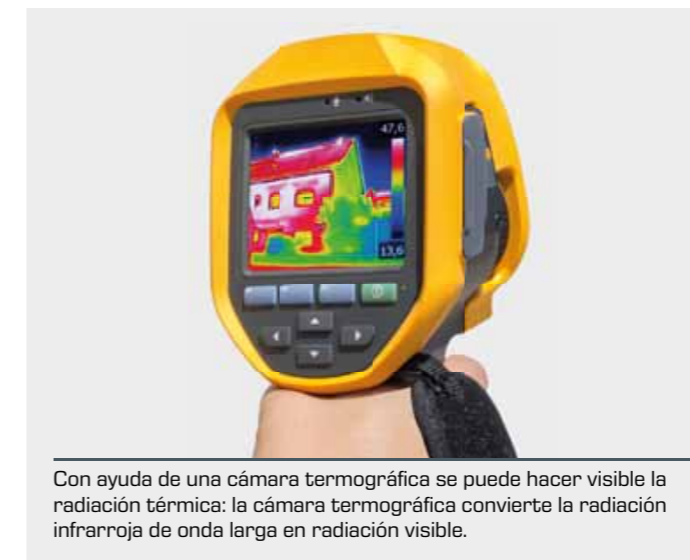 47,6
13,6
Con ayuda de una cámara termográfica se puede hacer visible la
radiación térmica: la cámara termográfica convierte la radiación
infrarroja de onda larga en radiación visible.